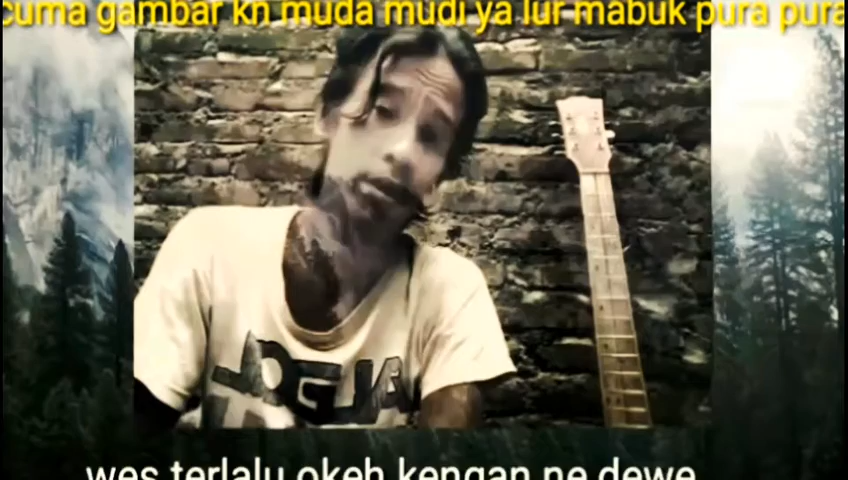 cuma gambar kn muda mudi ya lur mabuk pura pura
JOGJA
wes terlalu okeh kengan ne dewe